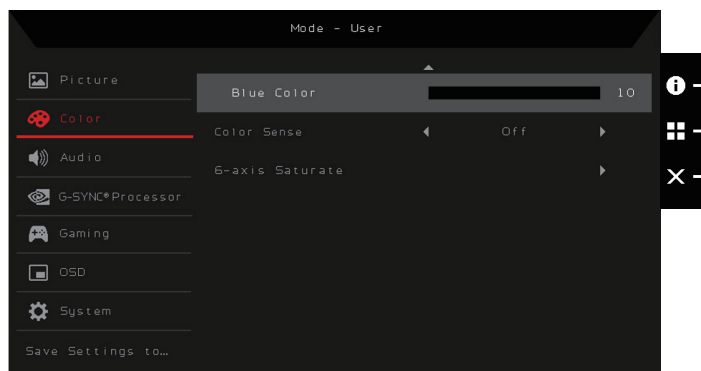 Mode - User
Picture
Blue Color 10
Color
Color Sense Off
Audio
6-axis Saturate
G-SYNC® Processor
Gaming
OSD
System
Save Settings to…